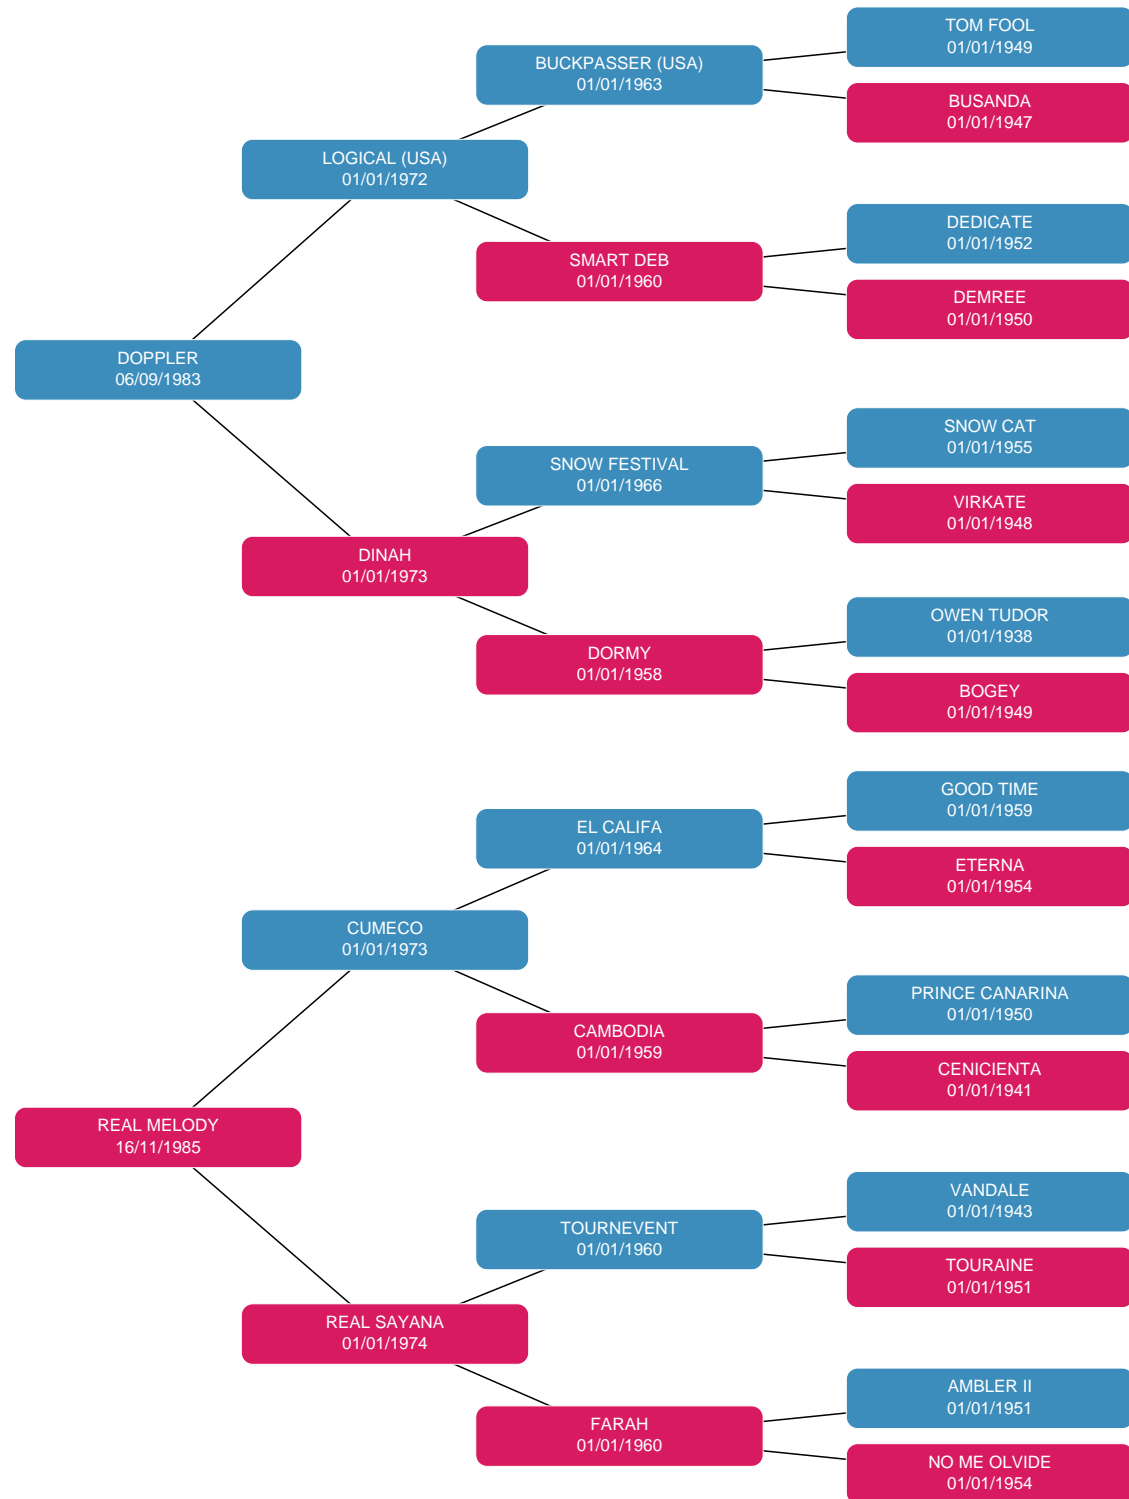 TOM FOOL
01/01/1949
BUCKPASSER (USA)
01/01/1963
BUSANDA
01/01/1947
LOGICAL (USA)
01/01/1972
DEDICATE
01/01/1952
SMART DEB
01/01/1960
DEMREE
01/01/1950
DOPPLER
06/09/1983
SNOW CAT
01/01/1955
SNOW FESTIVAL
01/01/1966
VIRKATE
01/01/1948
DINAH
01/01/1973
OWEN TUDOR
01/01/1938
DORMY
01/01/1958
BOGEY
01/01/1949
GOOD TIME
01/01/1959
EL CALIFA
01/01/1964
ETERNA
01/01/1954
CUMECO
01/01/1973
PRINCE CANARINA
01/01/1950
CAMBODIA
01/01/1959
CENICIENTA
01/01/1941
REAL MELODY
16/11/1985
VANDALE
01/01/1943
TOURNEVENT
01/01/1960
TOURAINE
01/01/1951
REAL SAYANA
01/01/1974
AMBLER II
01/01/1951
FARAH
01/01/1960
NO ME OLVIDE
01/01/1954